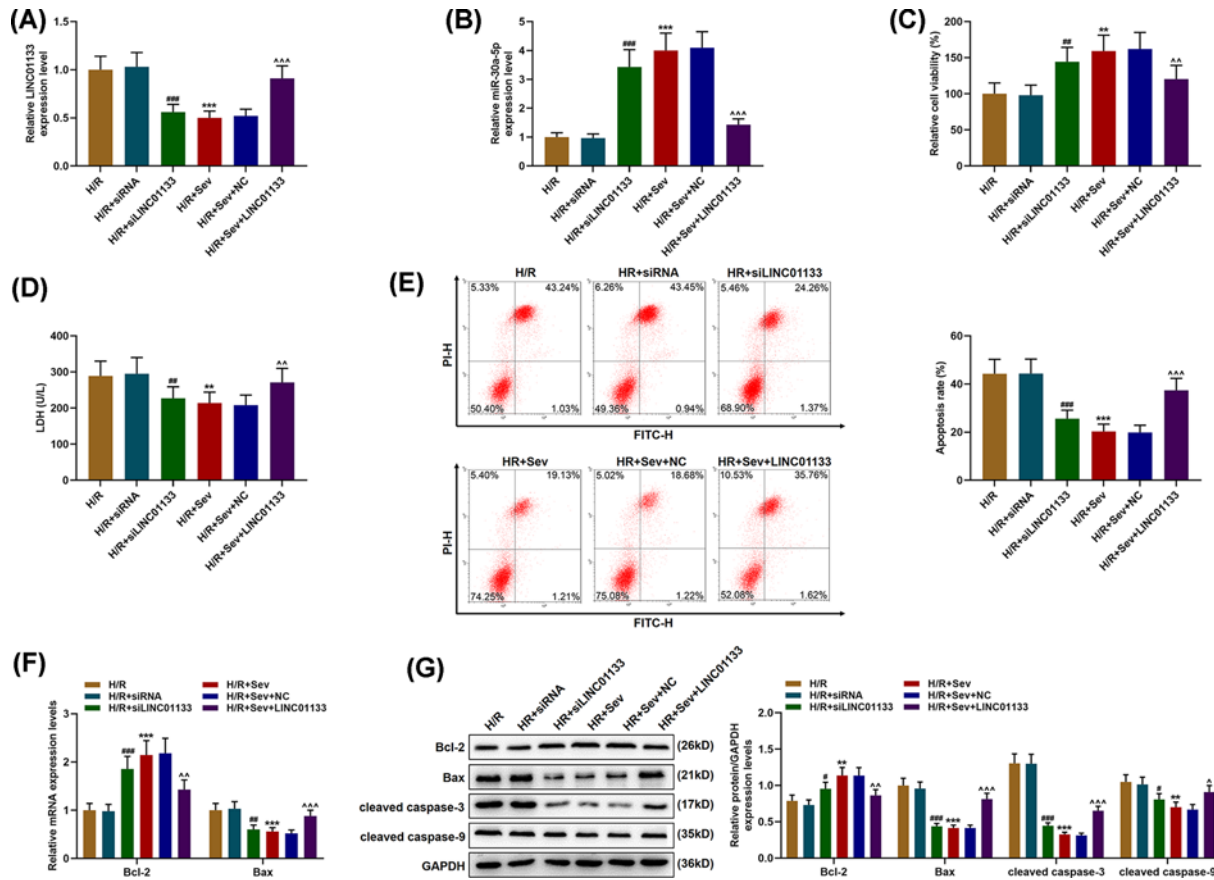 (A)
Relative LINC01133
expression level
1.5
1.0
0.5
0.0
###
***
^^^
H/R
H/R+siRNA
H/R+siLINC01133
H/R+Sev
H/R+Sev+NC
H/R+Sev+LINC01133
(B)
Relative miR-30a-5p
expression level
5
4
3
2
1
0
###
***
^^^
H/R
H/R+siRNA
H/R+siLINC01133
H/R+Sev
H/R+Sev+NC
H/R+Sev+LINC01133
(C)
Relative cell viability (%)
200
150
100
50
0
##
**
^^
H/R
H/R+siRNA
H/R+siLINC01133
H/R+Sev
H/R+Sev+NC
H/R+Sev+LINC01133
(D)
LDH (U/L)
400
300
200
100
0
##
**
^^
H/R
H/R+siRNA
H/R+siLINC01133
H/R+Sev
H/R+Sev+NC
H/R+Sev+LINC01133
(E)
H/R
HR+siRNA
HR+siLINC01133
5.33% 43.24%
6.26% 43.45%
5.46% 24.26%
PI-H
50.40% 1.03%
49.36% 0.94%
68.90% 1.37%
FITC-H
HR+Sev
HR+Sev+NC
HR+Sev+LINC01133
5.40% 19.13%
5.02% 18.68%
10.53% 35.76%
PI-H
74.25% 1.21%
75.08% 1.22%
52.08% 1.62%
FITC-H
Apoptosis rate (%)
60
40
20
0
###
***
^^^
H/R
H/R+siRNA
H/R+siLINC01133
H/R+Sev
H/R+Sev+NC
H/R+Sev+LINC01133
(F)
H/R
H/R+siRNA
H/R+siLINC01133
H/R+Sev
H/R+Sev+NC
H/R+Sev+LINC01133
Relative mRNA expression levels
3
2
1
0
###
***
^^
##
***
^^^
Bcl-2
Bax
(G)
H/R
HR+siRNA
HR+siLINC01133
HR+Sev
HR+Sev+NC
HR+Sev+LINC01133
Bcl-2 (26kD)
Bax (21kD)
cleaved caspase-3 (17kD)
cleaved caspase-9 (35kD)
GAPDH (36kD)
H/R
H/R+siRNA
H/R+siLINC01133
H/R+Sev
H/R+Sev+NC
H/R+Sev+LINC01133
Relative protein/GAPDH
expression levels
2.0
1.5
1.0
0.5
0.0
#
**
^^
###
***
^^^
###
***
^^^
#
**
^
Bcl-2
Bax
cleaved caspase-3
cleaved caspase-9